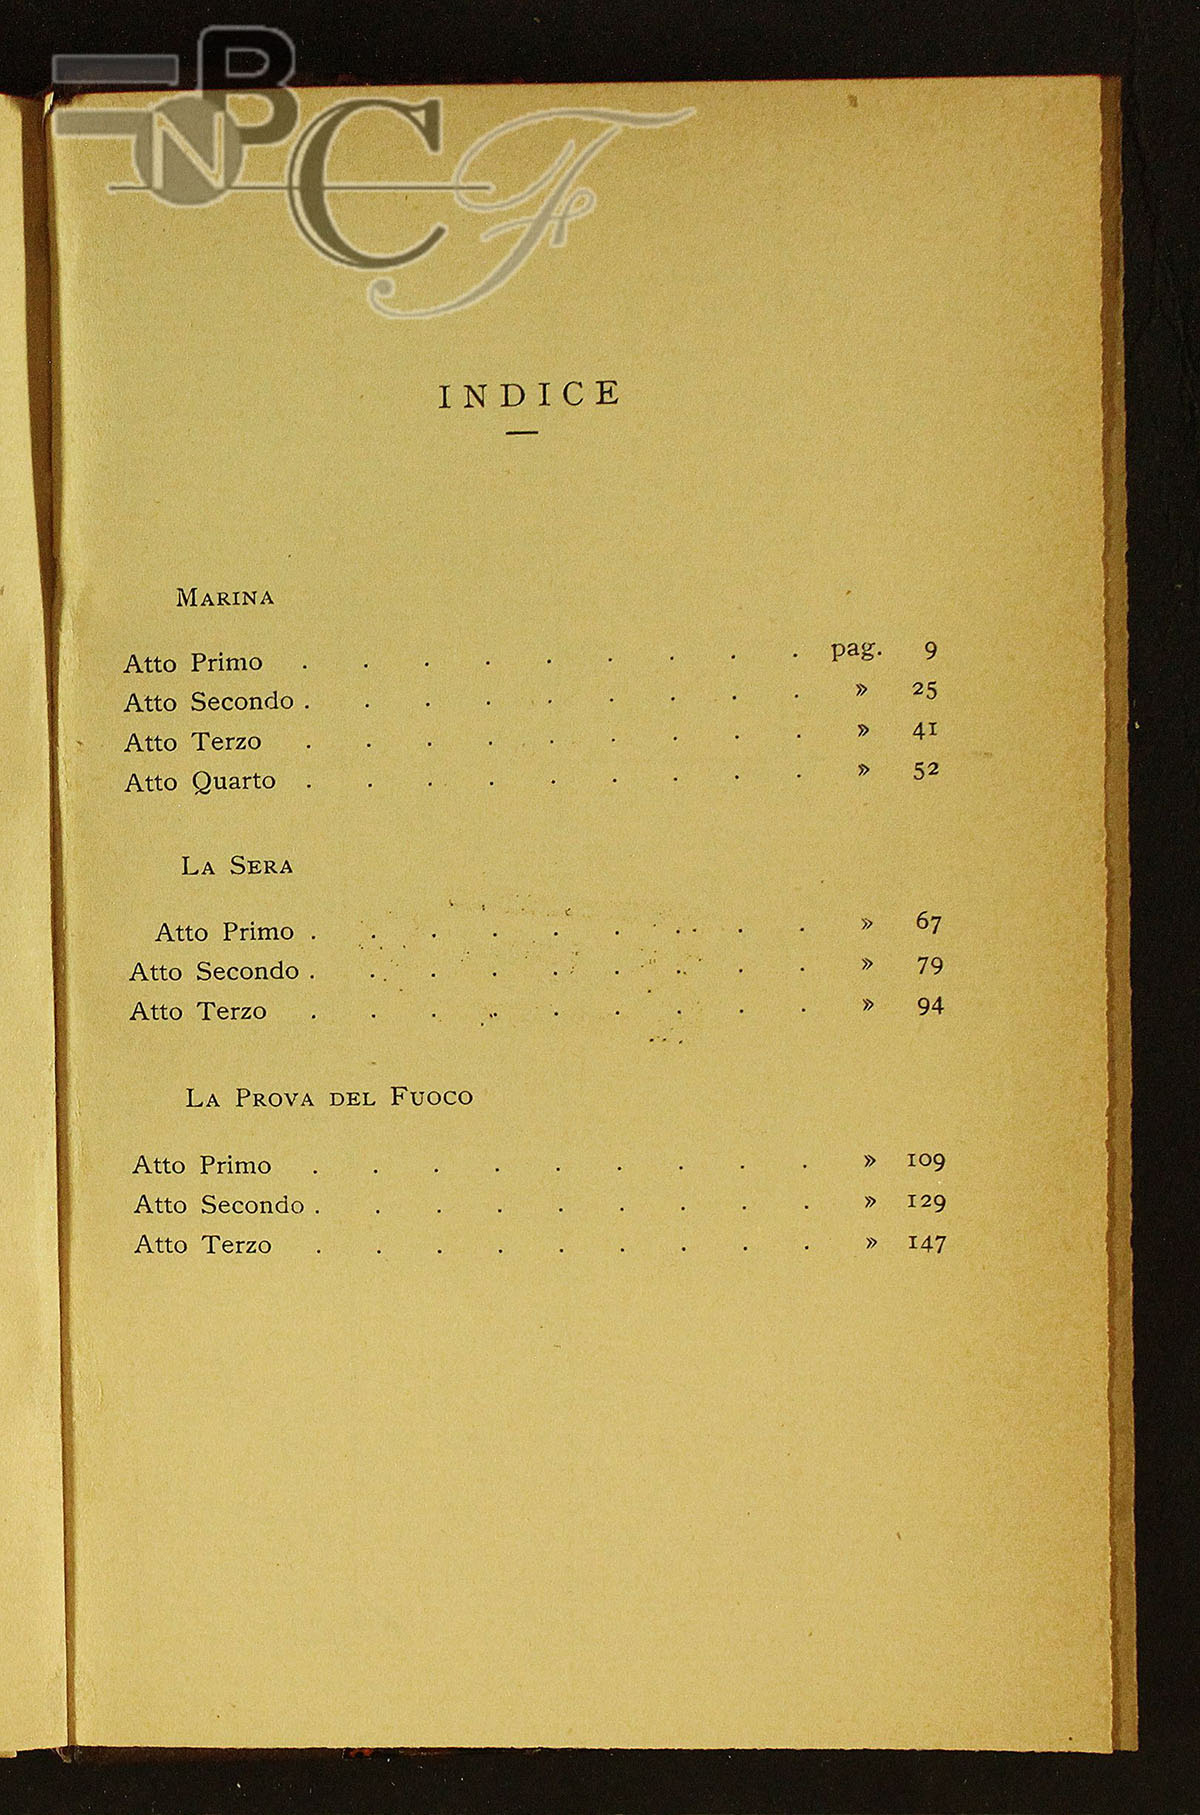 BNCF
INDICE
MARINA
Atto Primo . . . . . . . . . pag. 9
Atto Secondo . . . . . . . . . » 25
Atto Terzo . . . . . . . . . » 41
Atto Quarto . . . . . . . . . » 52
LA SERA
Atto Primo . . . . . . . . . » 67
Atto Secondo . . . . . . . . . » 79
Atto Terzo . . . . . . . . . » 94
LA PROVA DEL FUOCO
Atto Primo . . . . . . . . . » 109
Atto Secondo . . . . . . . . . » 129
Atto Terzo . . . . . . . . . » 147